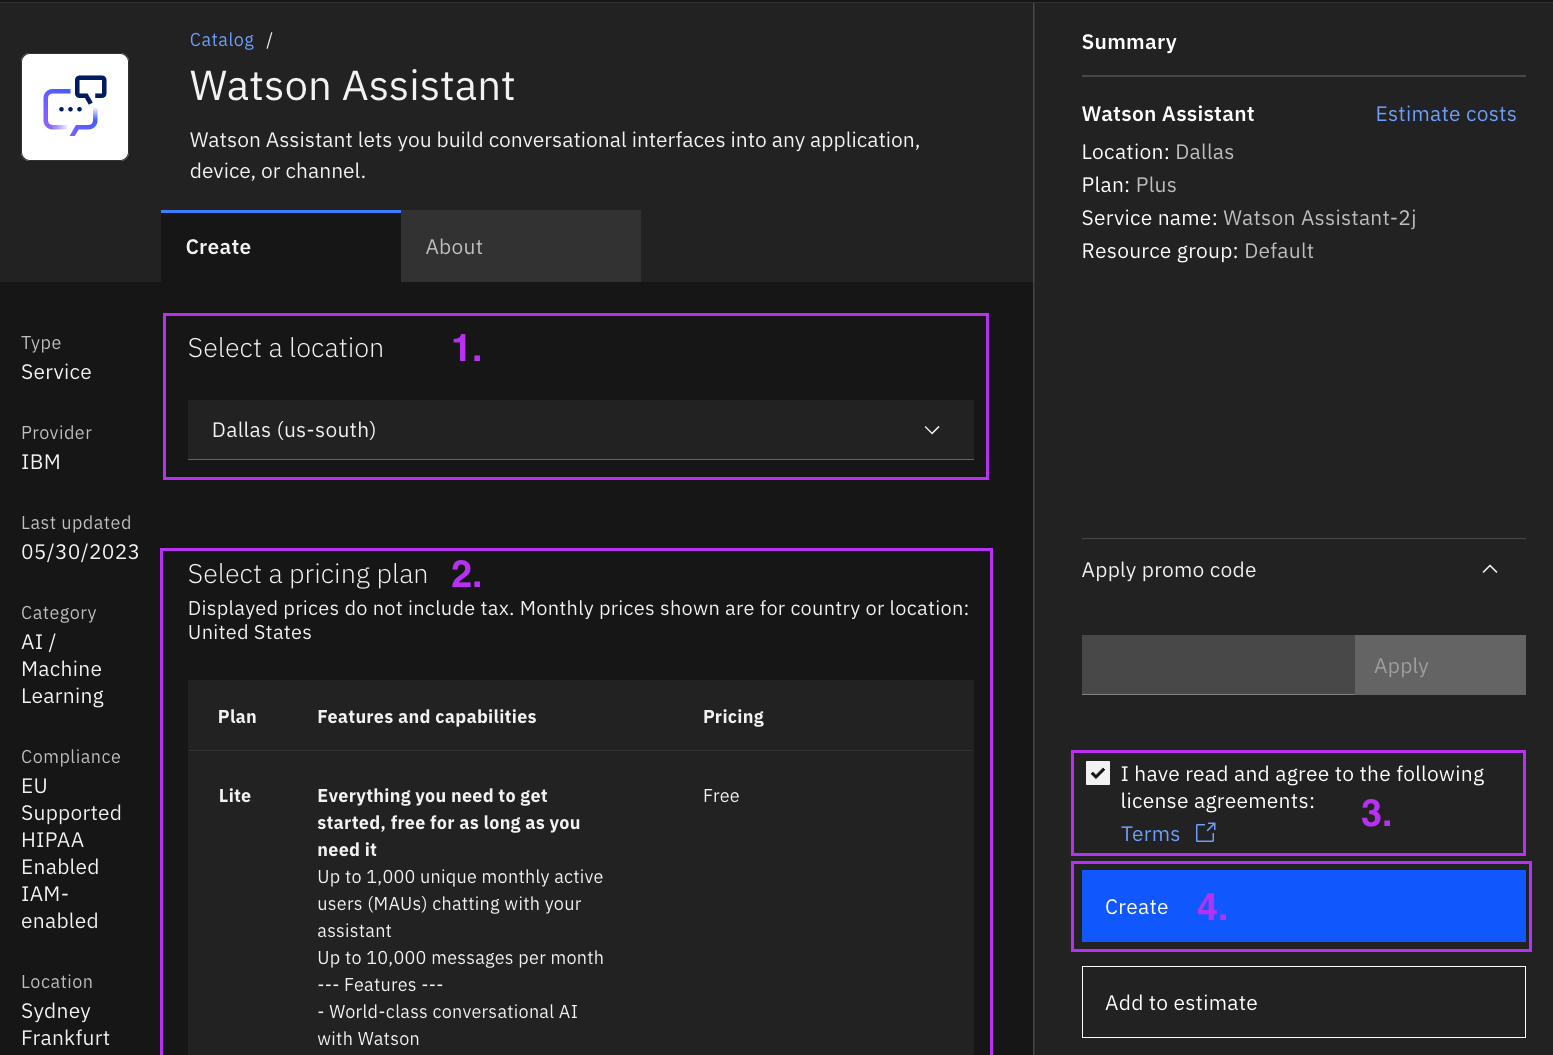 Catalog /
Watson Assistant
Watson Assistant lets you build conversational interfaces into any application,
device, or channel.
Create
About
Type
Service
Provider
IBM
Last updated
05/30/2023
Category
AI /
Machine
Learning
Compliance
EU
Supported
HIPAA
Enabled
IAM-
enabled
Location
Sydney
Frankfurt
Select a location 1.
Dallas (us-south)
Select a pricing plan 2.
Displayed prices do not include tax. Monthly prices shown are for country or location:
United States
Plan Features and capabilities Pricing
Lite Everything you need to get Free
started, free for as long as you
need it
Up to 1,000 unique monthly active
users (MAUs) chatting with your
assistant
Up to 10,000 messages per month
--- Features ---
- World-class conversational AI
with Watson
Summary
Watson Assistant Estimate costs
Location: Dallas
Plan: Plus
Service name: Watson Assistant-2j
Resource group: Default
Apply promo code
Apply
I have read and agree to the following
license agreements: 3.
Terms
Create 4.
Add to estimate